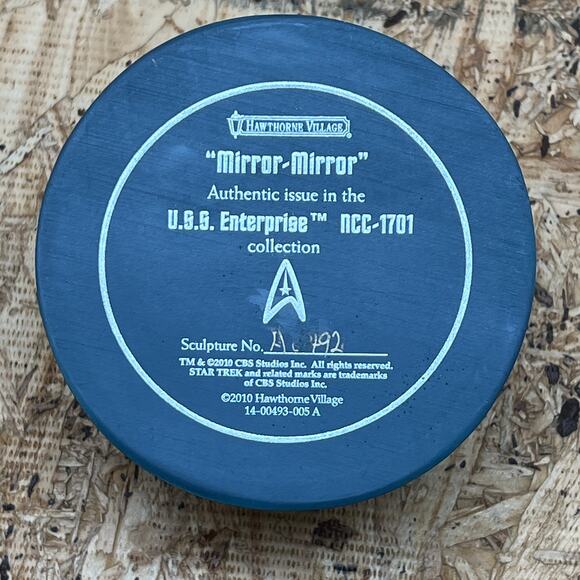 HAWTHORNE VILLAGE®
"Mirror-Mirror"
Authentic issue in the
U.S.S. Enterprise™ NCC-1701
collection
Sculpture No.
TM & ©2010 CBS Studios Inc. All rights reserved.
STAR TREK and related marks are trademarks
of CBS Studios Inc.
©2010 Hawthorne Village
14-00493-005 A